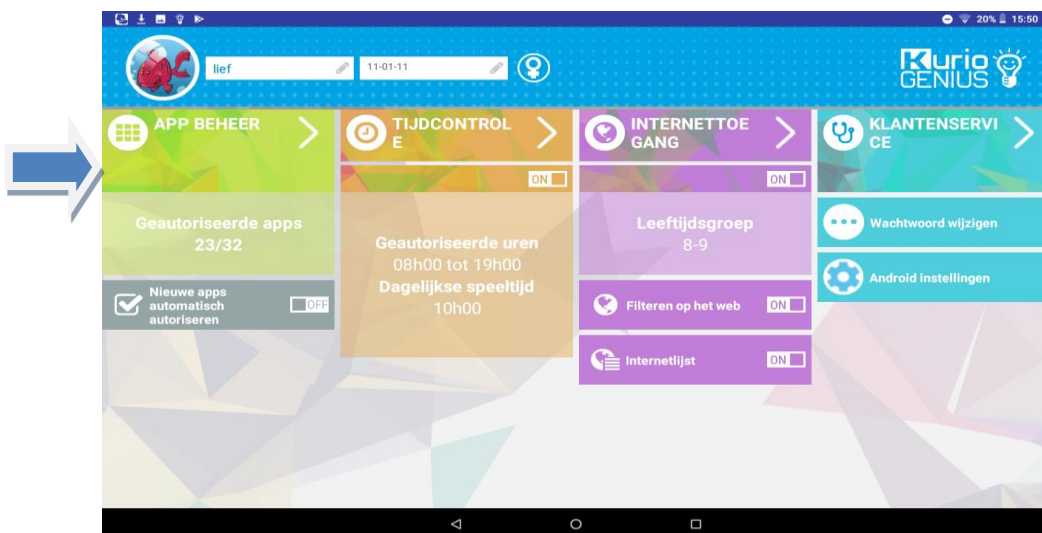 20% 15:50
lief
11-01-11
Kurio
GENIUS
APP BEHEER
Geautoriseerde apps
23/32
Nieuwe apps
automatisch
autoriseren
OFF
TIJDCONTROL
E
ON
Geautoriseerde uren
08h00 tot 19h00
Dagelijkse speeltijd
10h00
INTERNETTOE
GANG
ON
Leeftijdsgroep
8-9
Filteren op het web ON
Internetlijst ON
KLANTENSERVI
CE
Wachtwoord wijzigen
Android instellingen